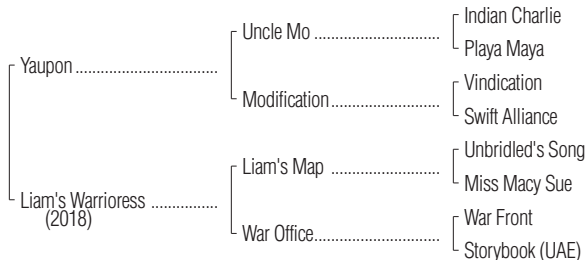 Indian Charlie
Uncle Mo ................................
Playa Maya
Yaupon ....................................
Vindication
Modification............................
Swift Alliance
Unbridled's Song
Liam's Map ............................
Miss Macy Sue
Liam's Warrioress .................
(2018)
War Front
War Office................................
Storybook (UAE)